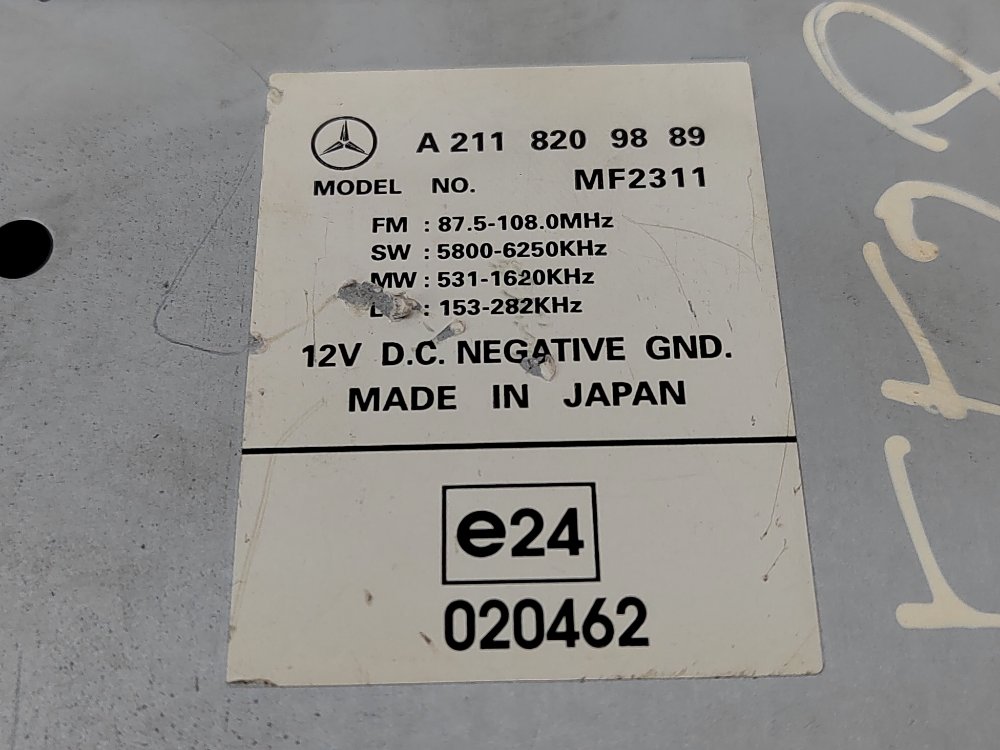 A 211 820 98 89
MODEL NO. MF2311
FM : 87.5-108.0MHz
SW : 5800-6250KHz
MW : 531-1620KHz
: 153-282KHz
12V D.C. NEGATIVE GND.
MADE IN JAPAN
e24
020462